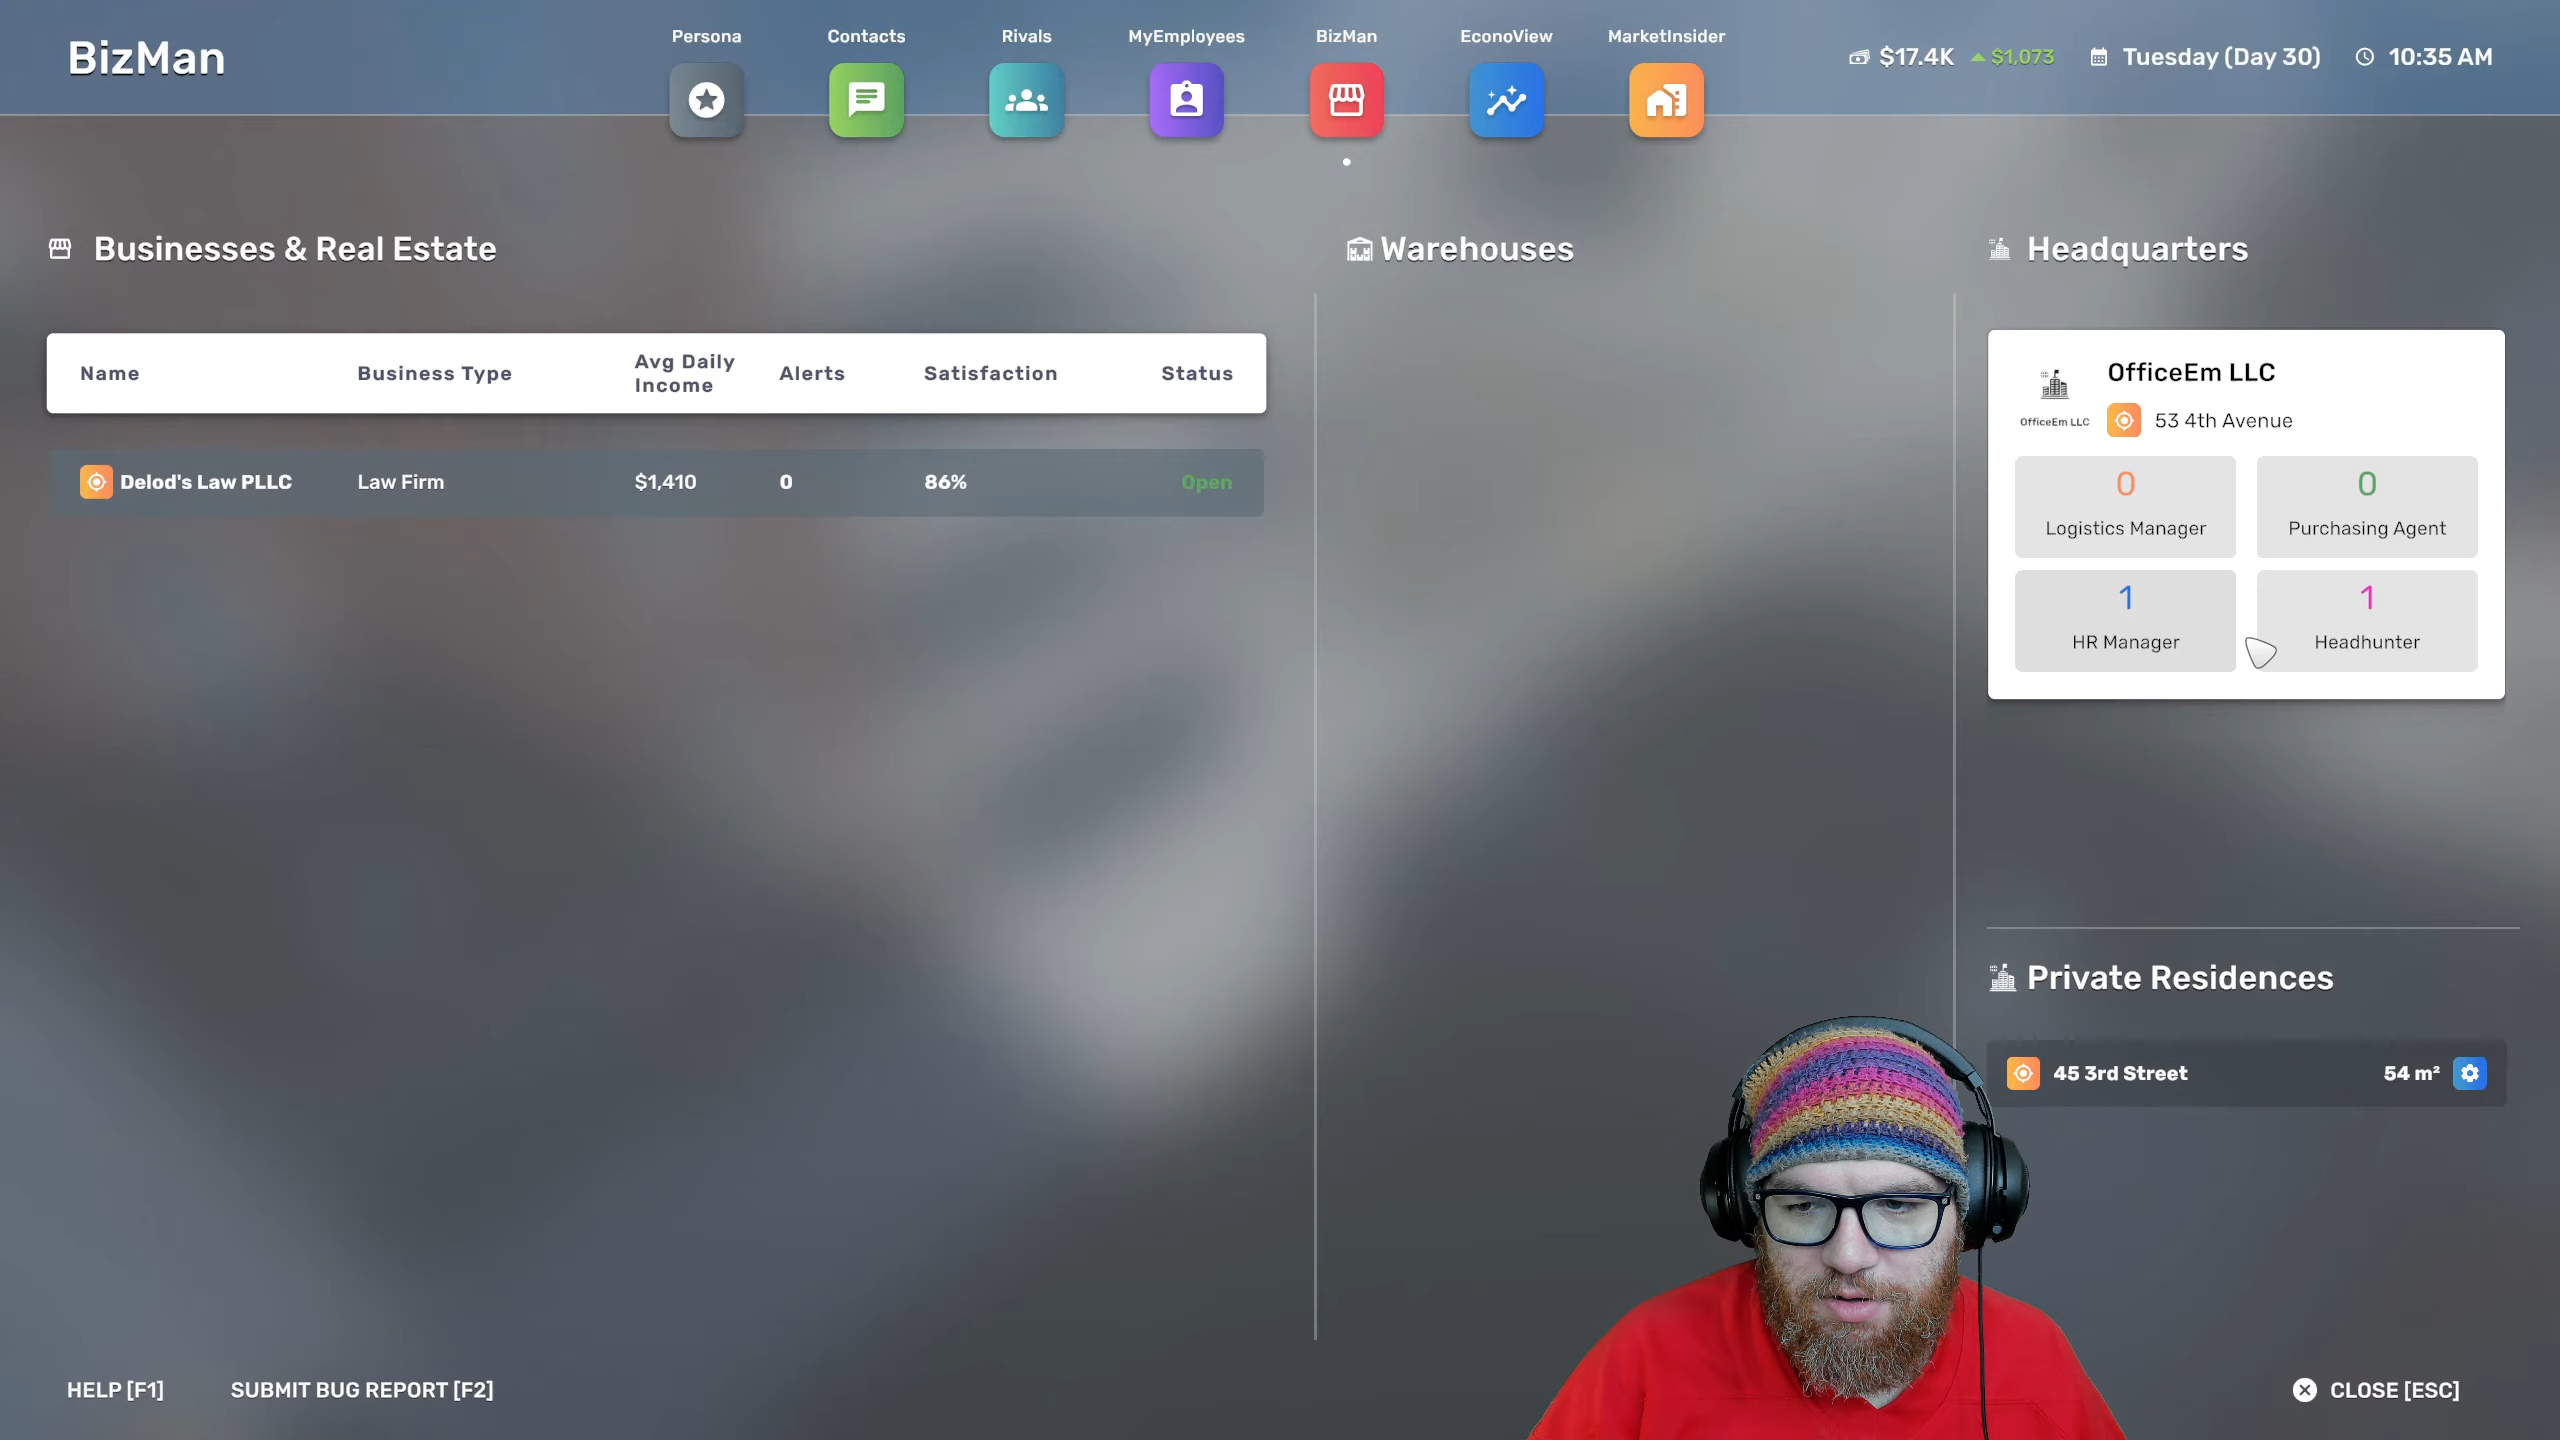 BizMan
Persona
Contacts
Rivals
MyEmployees
BizMan
EconoView
MarketInsider
$17.4K
$1,073
Tuesday (Day 30)
10:35 AM
Businesses & Real Estate
Name
Business Type
Avg Daily
Income
Alerts
Satisfaction
Status
Delod's Law PLLC
Law Firm
$1,410
0
86%
Open
Warehouses
Headquarters
OfficeEm LLC
OfficeEm LLC
53 4th Avenue
0
Logistics Manager
0
Purchasing Agent
1
HR Manager
1
Headhunter
Private Residences
45 3rd Street
54 m²
HELP [F1]
SUBMIT BUG REPORT [F2]
CLOSE [ESC]